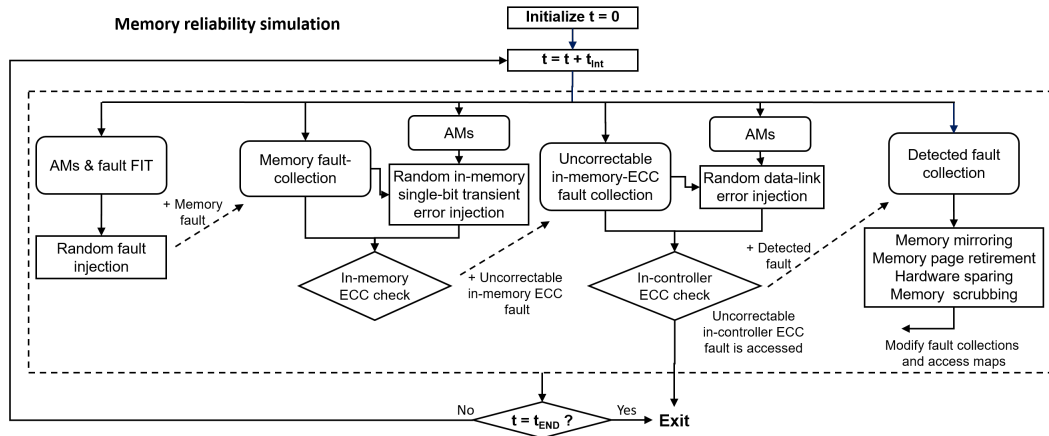 Memory reliability simulation
Initialize t = 0
t = t + tInt
AMs & fault FIT
Random fault
injection
+ Memory
fault
Memory fault-
collection
AMs
Random in-memory
single-bit transient
error injection
In-memory
ECC check
+ Uncorrectable
in-memory ECC
fault
Uncorrectable
in-memory-ECC
fault collection
AMs
Random data-link
error injection
In-controller
ECC check
+ Detected
fault
Uncorrectable
in-controller ECC
fault is accessed
Detected fault
collection
Memory mirroring
Memory page retirement
Hardware sparing
Memory scrubbing
Modify fault collections
and access maps
No
t = tEND ?
Yes
Exit